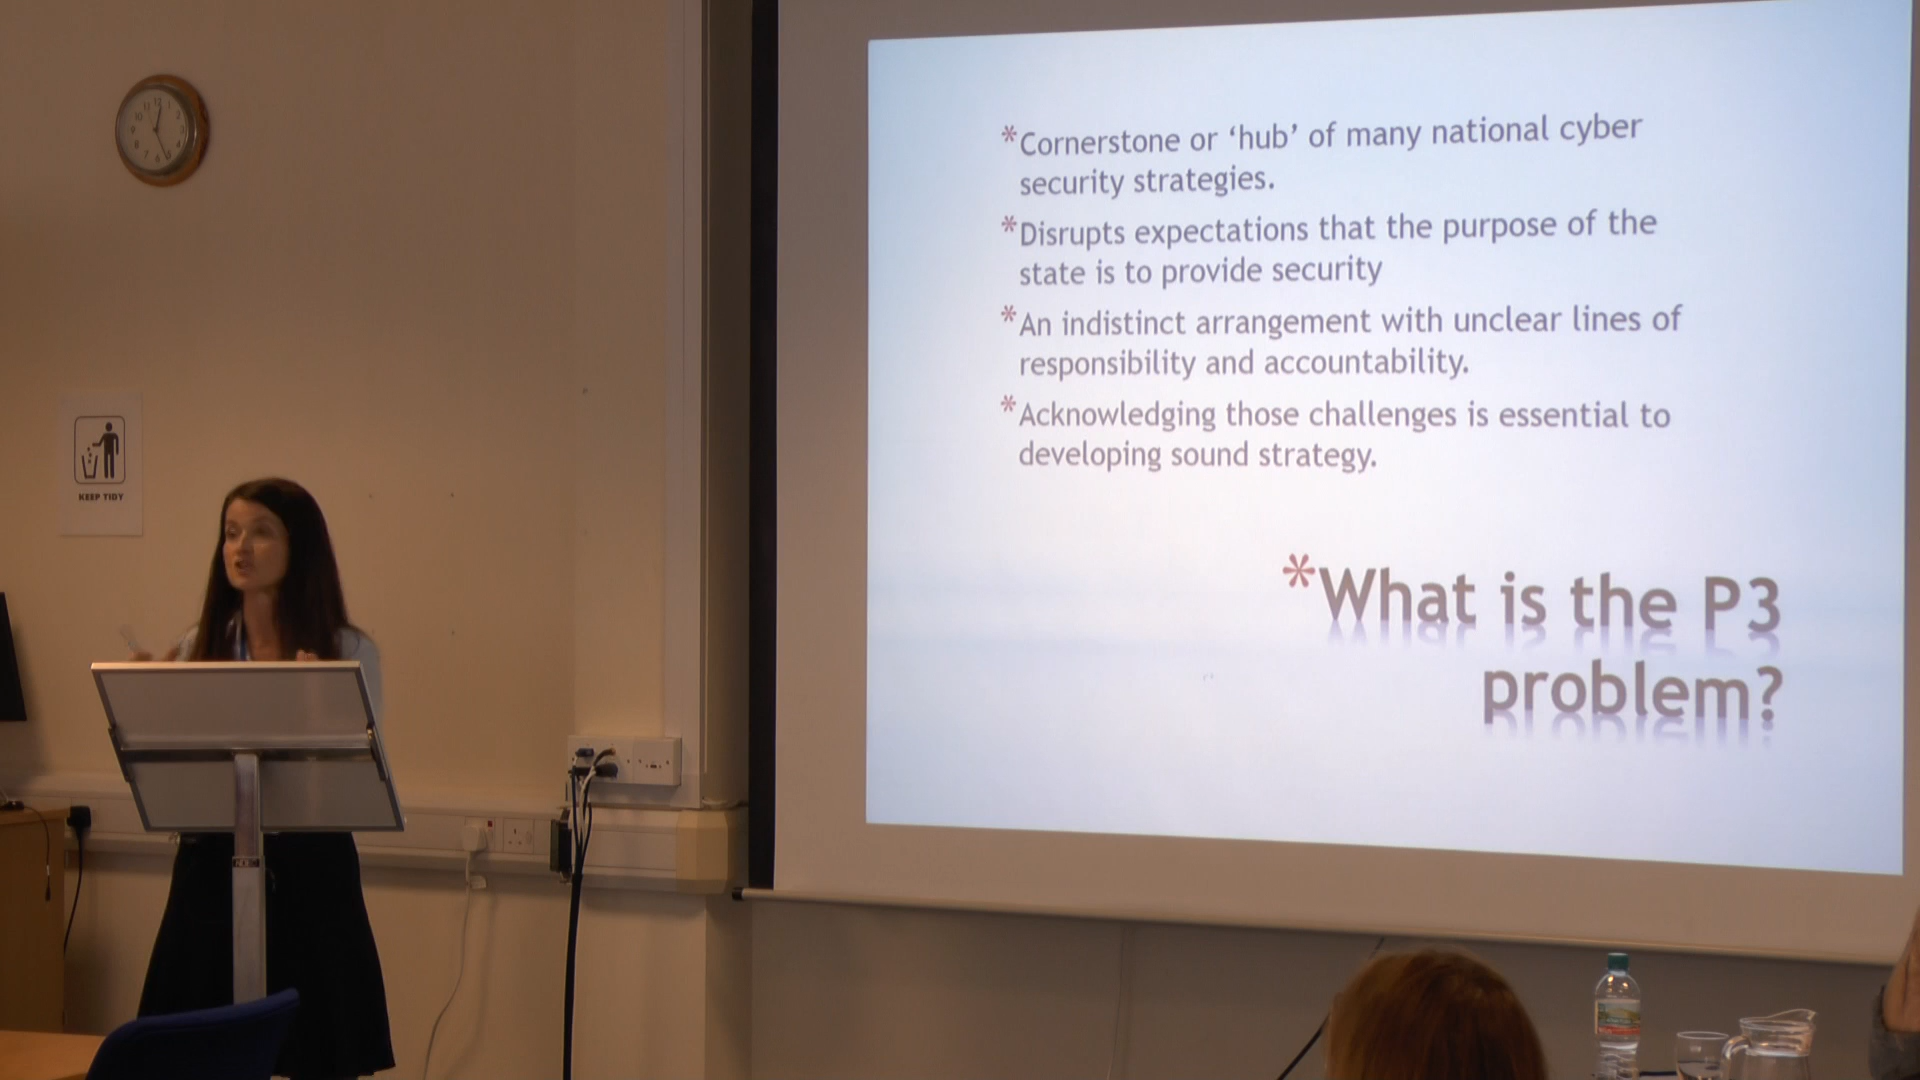 *Cornerstone or ‘hub’ of many national cyber
security strategies.
*Disrupts expectations that the purpose of the
state is to provide security
*An indistinct arrangement with unclear lines of
responsibility and accountability.
*Acknowledging those challenges is essential to
developing sound strategy.
*What is the P3
problem?
KEEP TIDY